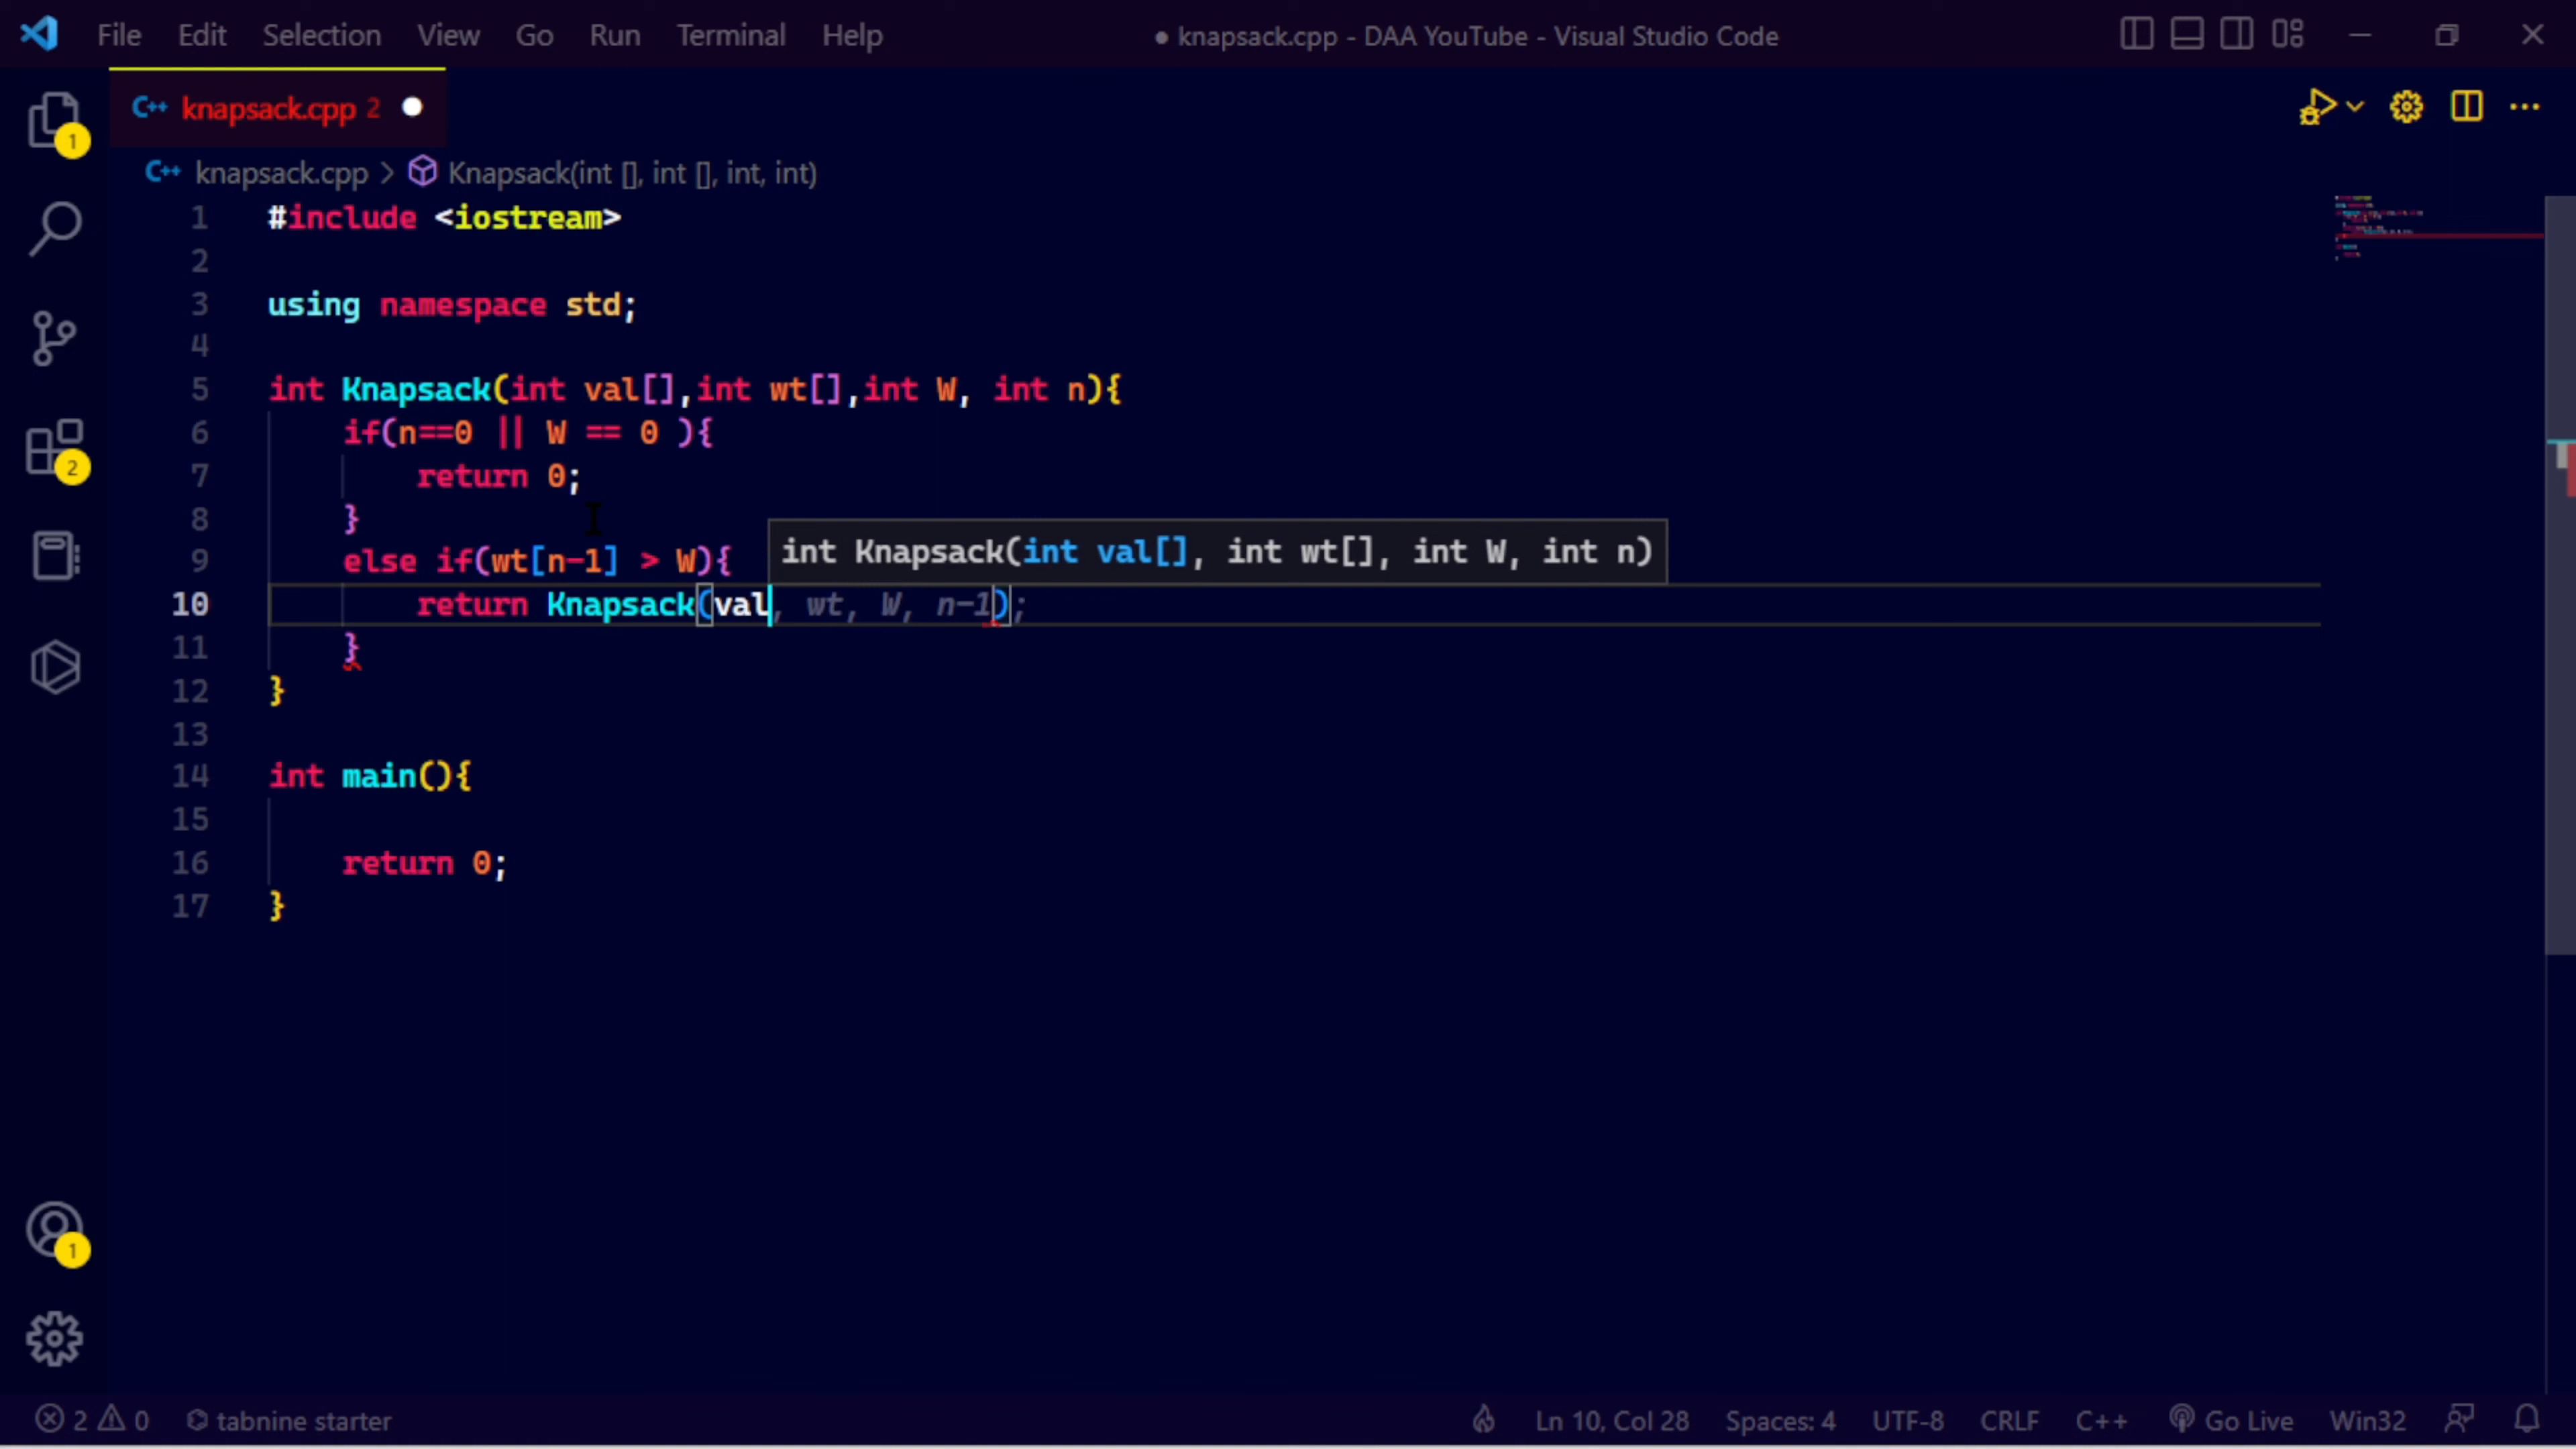 File Edit Selection View Go Run Terminal Help ● knapsack.cpp - DAA YouTube - Visual Studio Code
C++ knapsack.cpp 2 ●
C++ knapsack.cpp > Knapsack(int [], int [], int, int)
1 #include <iostream>
2
3 using namespace std;
4
5 int Knapsack(int val[],int wt[],int W, int n){
6 if(n==0 || W == 0 ){
7 return 0;
8 }
int Knapsack(int val[], int wt[], int W, int n)
9 else if(wt[n-1] > W){
10 return Knapsack(val, wt, W, n-1);
11 }
12 }
13
14 int main(){
15
16 return 0;
17 }
1
2
1
2 0 tabnine starter Ln 10, Col 28 Spaces: 4 UTF-8 CRLF C++ Go Live Win32